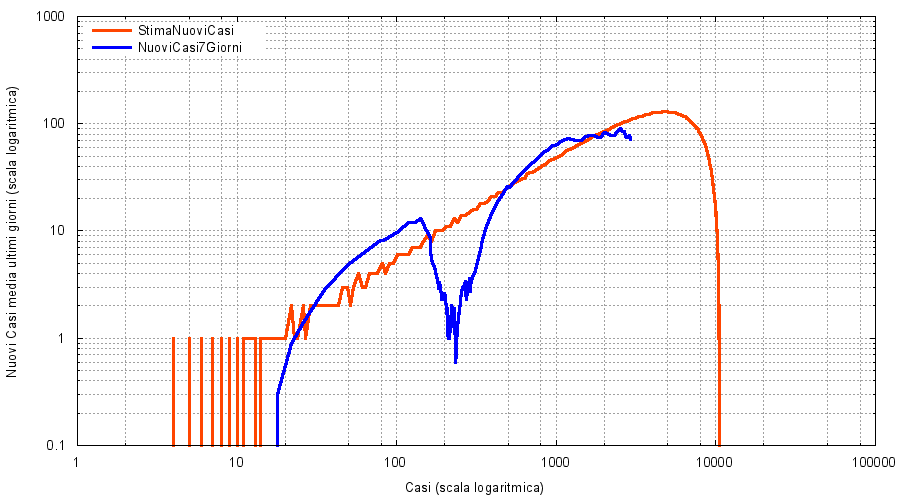 1000
StimaNuoviCasi
NuoviCasi7Giorni
100
10
1
0.1
Nuovi Casi media ultimi giorni (scala logaritmica)
1 10 100 1000 10000 100000
Casi (scala logaritmica)